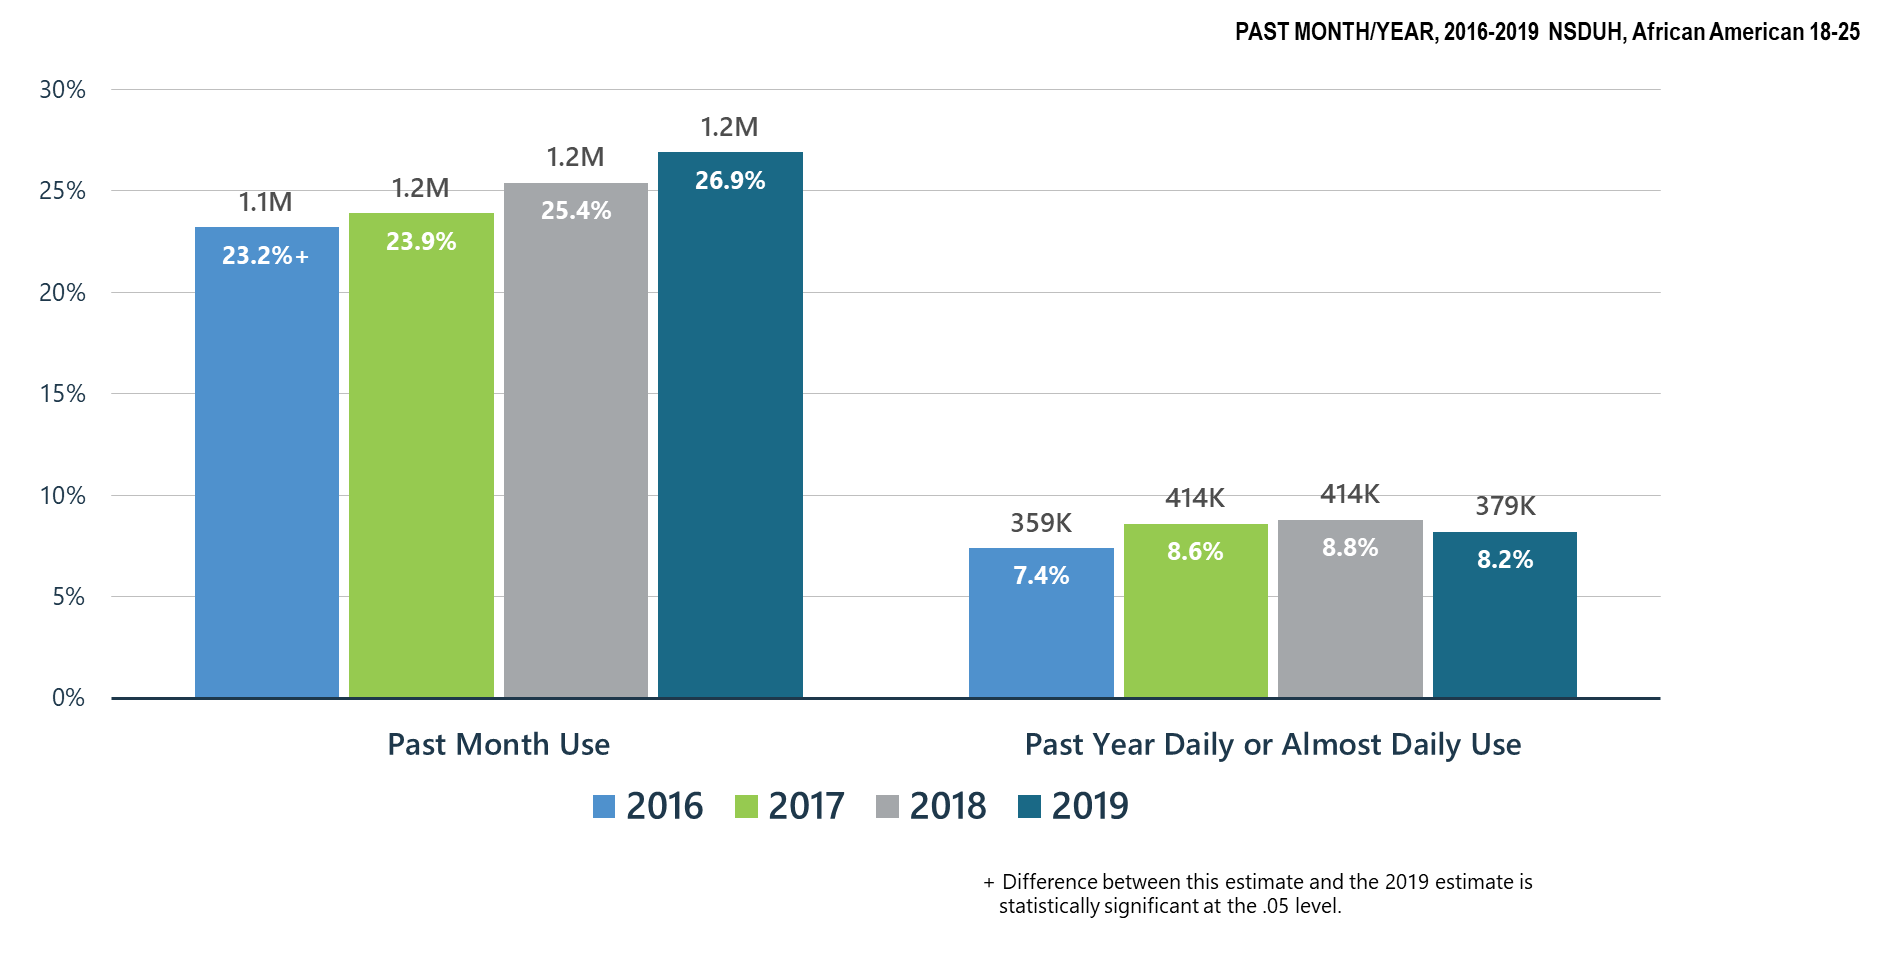 PAST MONTH/YEAR, 2016-2019 NSDUH, African American 18-25
30%
25%
20%
15%
10%
5%
0%
1.1M
23.2%+
1.2M
23.9%
1.2M
25.4%
1.2M
26.9%
359K
7.4%
414K
8.6%
414K
8.8%
379K
8.2%
Past Month Use
Past Year Daily or Almost Daily Use
2016 2017 2018 2019
+ Difference between this estimate and the 2019 estimate is
statistically significant at the .05 level.